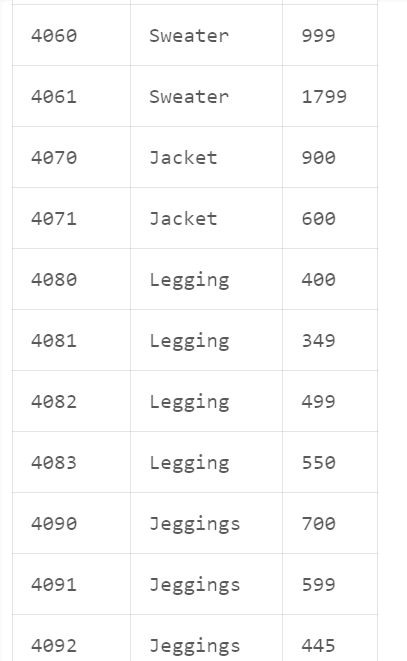 4060 Sweater 999
4061 Sweater 1799
4070 Jacket 900
4071 Jacket 600
4080 Legging 400
4081 Legging 349
4082 Legging 499
4083 Legging 550
4090 Jeggings 700
4091 Jeggings 599
4092 Jeggings 445